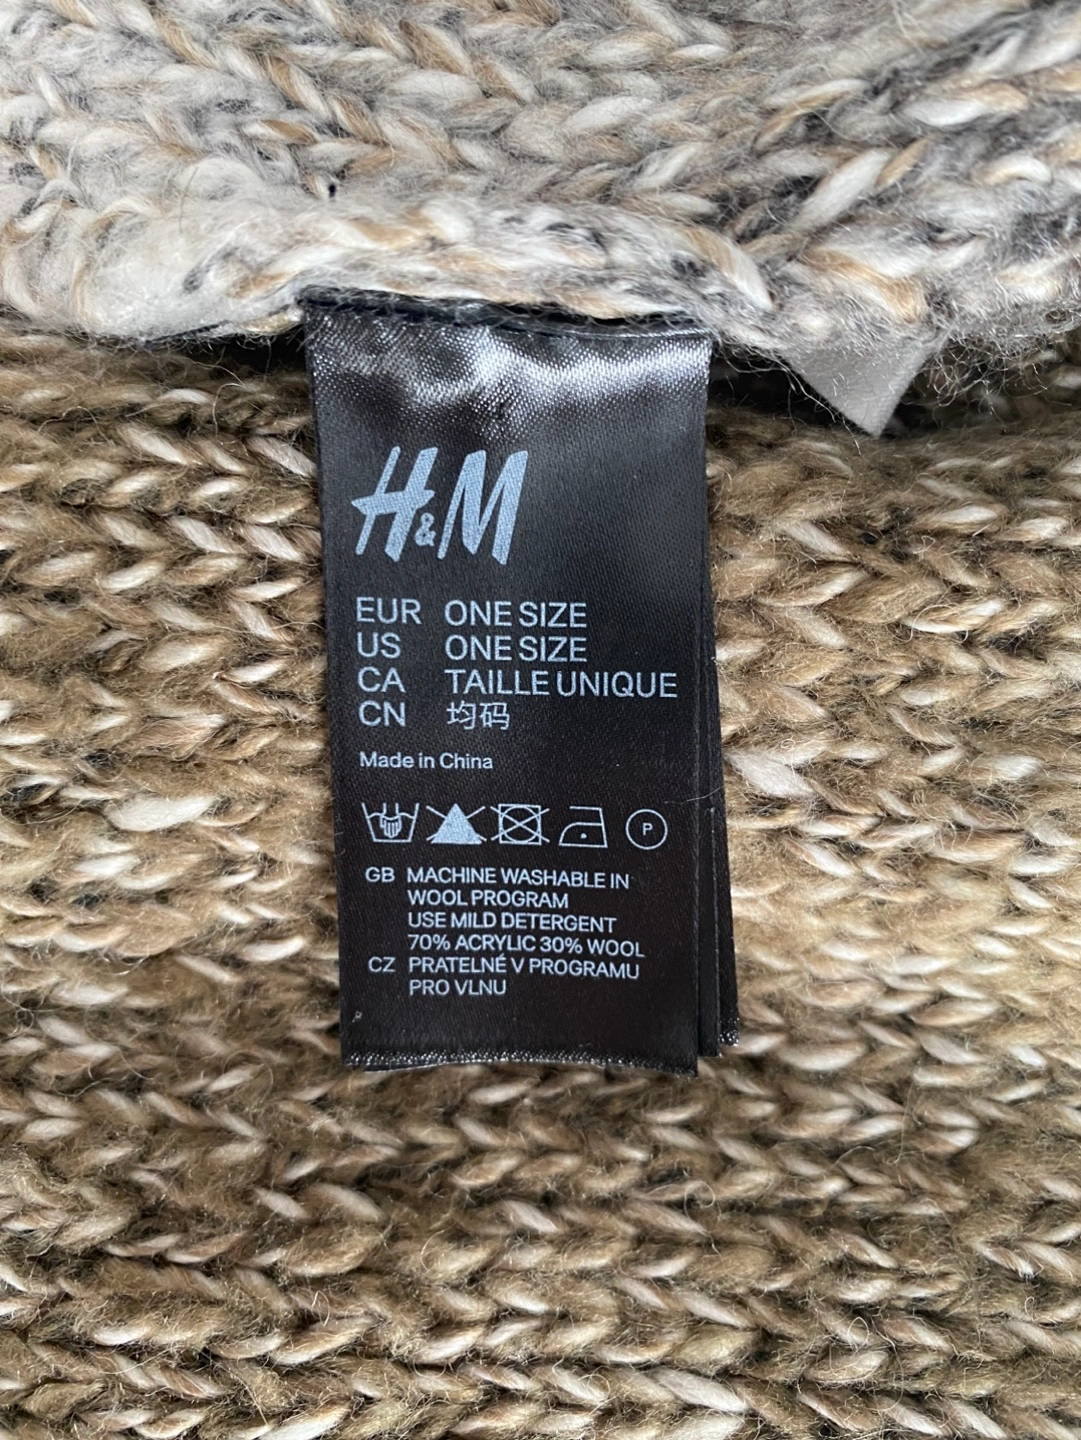 H&M
EUR ONE SIZE
US ONE SIZE
CA TAILLE UNIQUE
CN 均码
Made in China
P
GB MACHINE WASHABLE IN
WOOL PROGRAM
USE MILD DETERGENT
70% ACRYLIC 30% WOOL
CZ PRATELNÉ V PROGRAMU
PRO VLNU